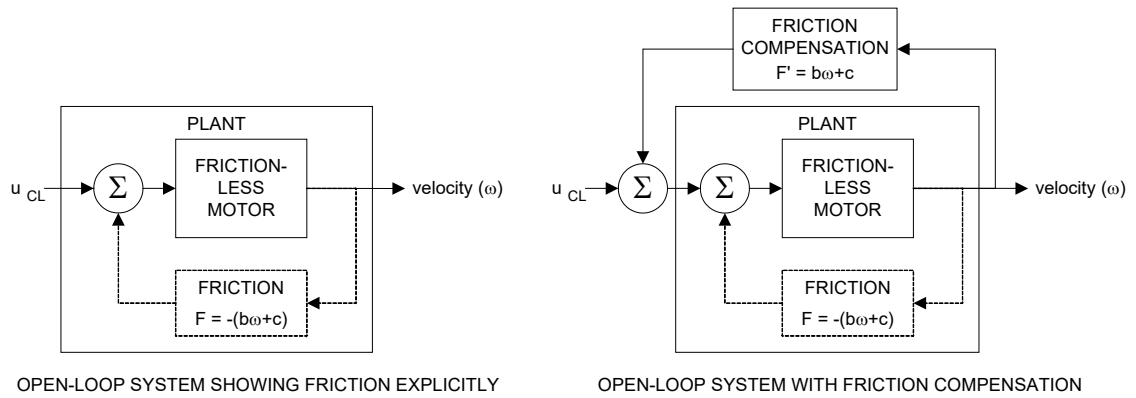 PLANT
u CL
Σ
FRICTION-
LESS
MOTOR
velocity (ω)
FRICTION
F = -(bω+c)
OPEN-LOOP SYSTEM SHOWING FRICTION EXPLICITLY
FRICTION
COMPENSATION
F' = bω+c
PLANT
u CL
Σ
Σ
FRICTION-
LESS
MOTOR
velocity (ω)
FRICTION
F = -(bω+c)
OPEN-LOOP SYSTEM WITH FRICTION COMPENSATION